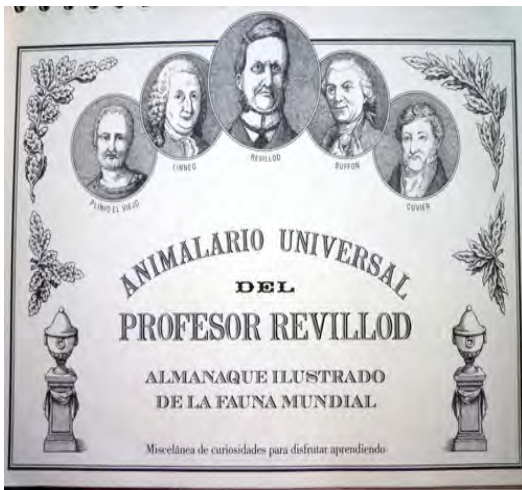 PLINIO EL VIEJO
LINNEO
REVILLOD
BUFFON
CUVIER
ANIMALARIO UNIVERSAL
DEL
PROFESOR REVILLOD
ALMANAQUE ILUSTRADO
DE LA FAUNA MUNDIAL
Miscelánea de curiosidades para disfrutar aprendiendo